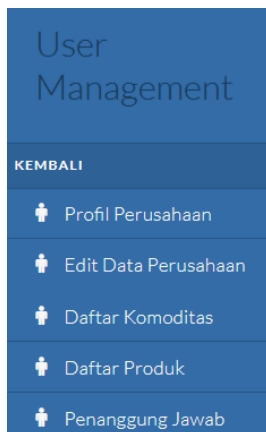 User
Management
KEMBALI
Profil Perusahaan
Edit Data Perusahaan
Daftar Komoditas
Daftar Produk
Penanggung Jawab